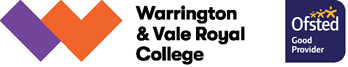 Warrington
& Vale Royal
College
Ofsted
Good
Provider